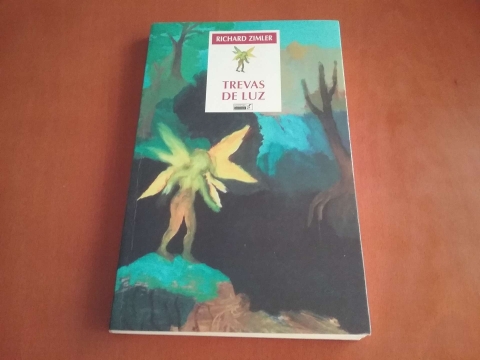 RICHARD ZIMLER
TREVAS
DE LUZ